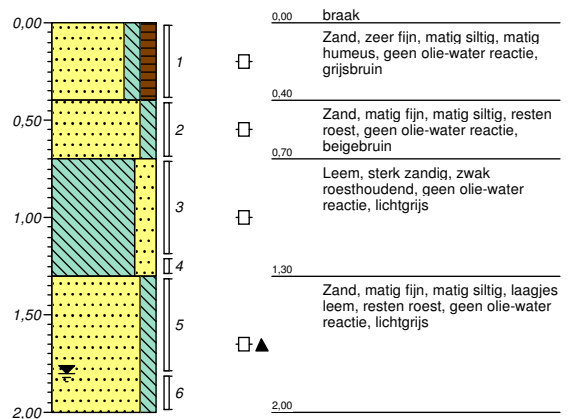 0,00
0,50
1,00
1,50
2,00
1
2
3
4
5
6
0,00 braak
Zand, zeer fijn, matig siltig, matig
humeus, geen olie-water reactie,
grijsbruin
0,40
Zand, matig fijn, matig siltig, resten
roest, geen olie-water reactie,
beigebruin
0,70
Leem, sterk zandig, zwak
roesthoudend, geen olie-water
reactie, lichtgrijs
1,30
Zand, matig fijn, matig siltig, laagjes
leem, resten roest, geen olie-water
reactie, lichtgrijs
2,00